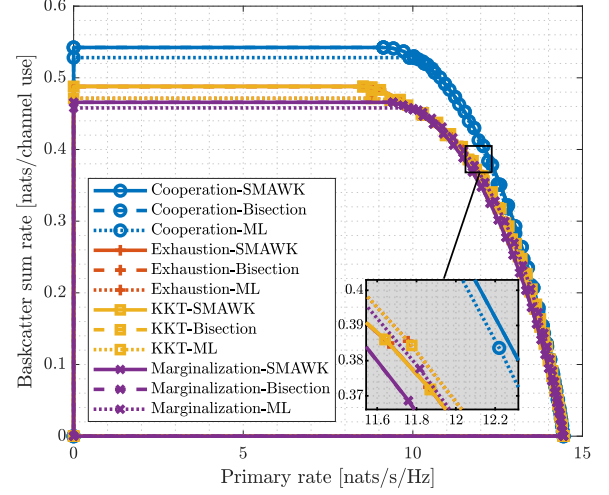 0.6
0.5
0.4
0.3
0.2
0.1
0
Baskcatter sum rate [nats/channel use]
Cooperation-SMAWK
Cooperation-Bisection
Cooperation-ML
Exhaustion-SMAWK
Exhaustion-Bisection
Exhaustion-ML
KKT-SMAWK
KKT-Bisection
KKT-ML
Marginalization-SMAWK
Marginalization-Bisection
Marginalization-ML
0.4
0.39
0.38
0.37
11.6 11.8 12 12.2
0 5 10 15
Primary rate [nats/s/Hz]